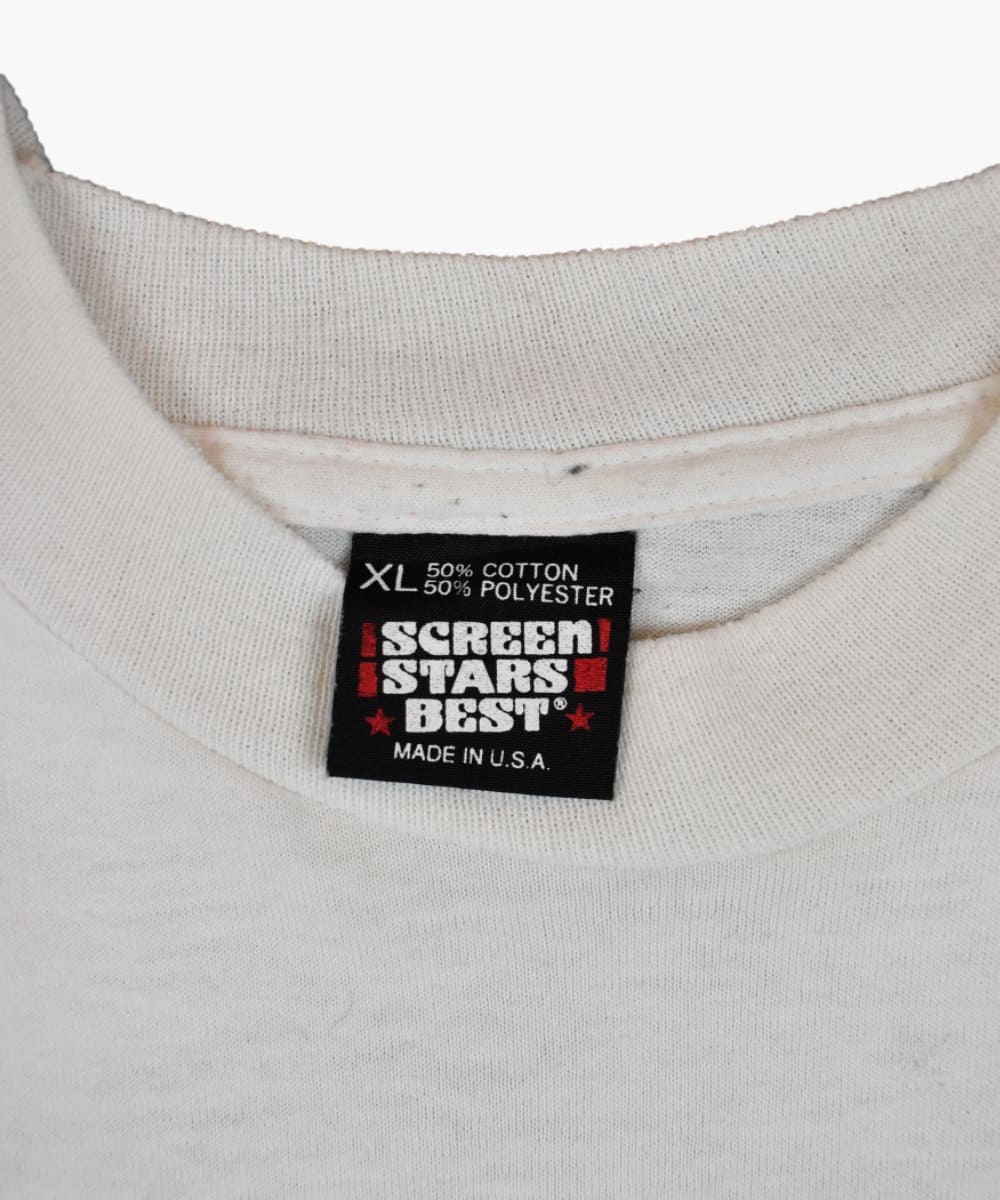 XL 50% COTTON
50% POLYESTER
SCREEN
STARS
BEST®
MADE IN U.S.A.